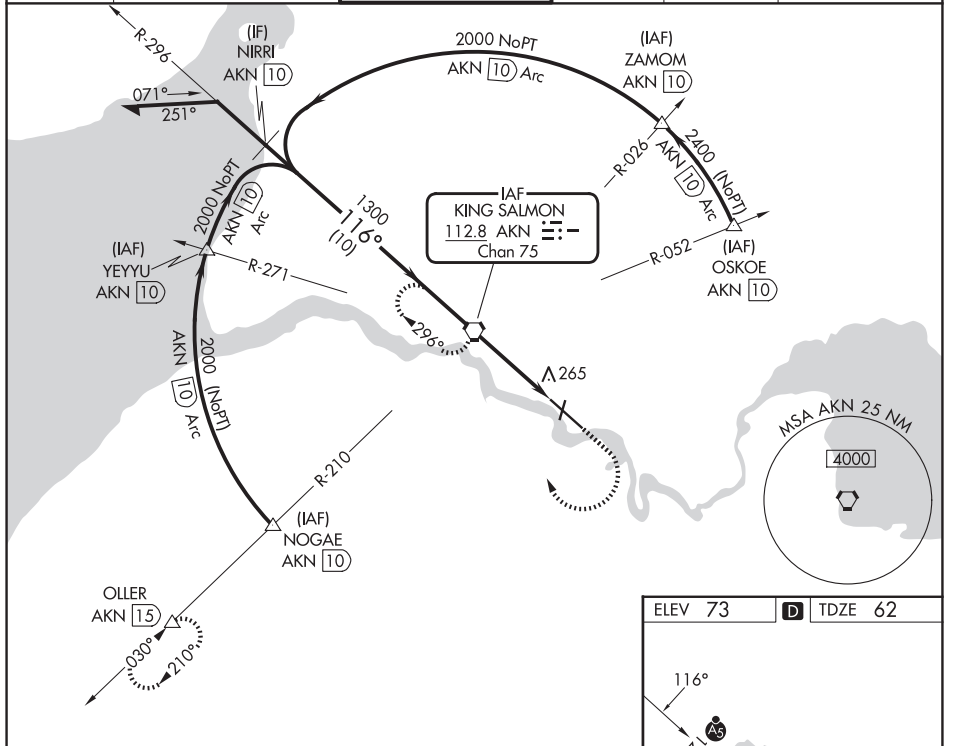 R-296
(IF)
NIRRI
AKN 10
2000 NoPT
AKN 10 Arc
(IAF)
ZAMOM
AKN 10
071°
251°
R-026
2400 (NoPT)
AKN 10 Arc
2000 NoPT
AKN 10 Arc
1300
116°
(10)
IAF
KING SALMON
112.8 AKN
Chan 75
R-052
(IAF)
OSKOE
AKN 10
(IAF)
YEYYU
AKN 10
R-271
296°
265
2000 (NoPT)
AKN 10 Arc
MSA AKN 25 NM
4000
R-210
(IAF)
NOGAE
AKN 10
OLLER
AKN 15
030°
210°
ELEV 73
D
TDZE 62
116°
A5